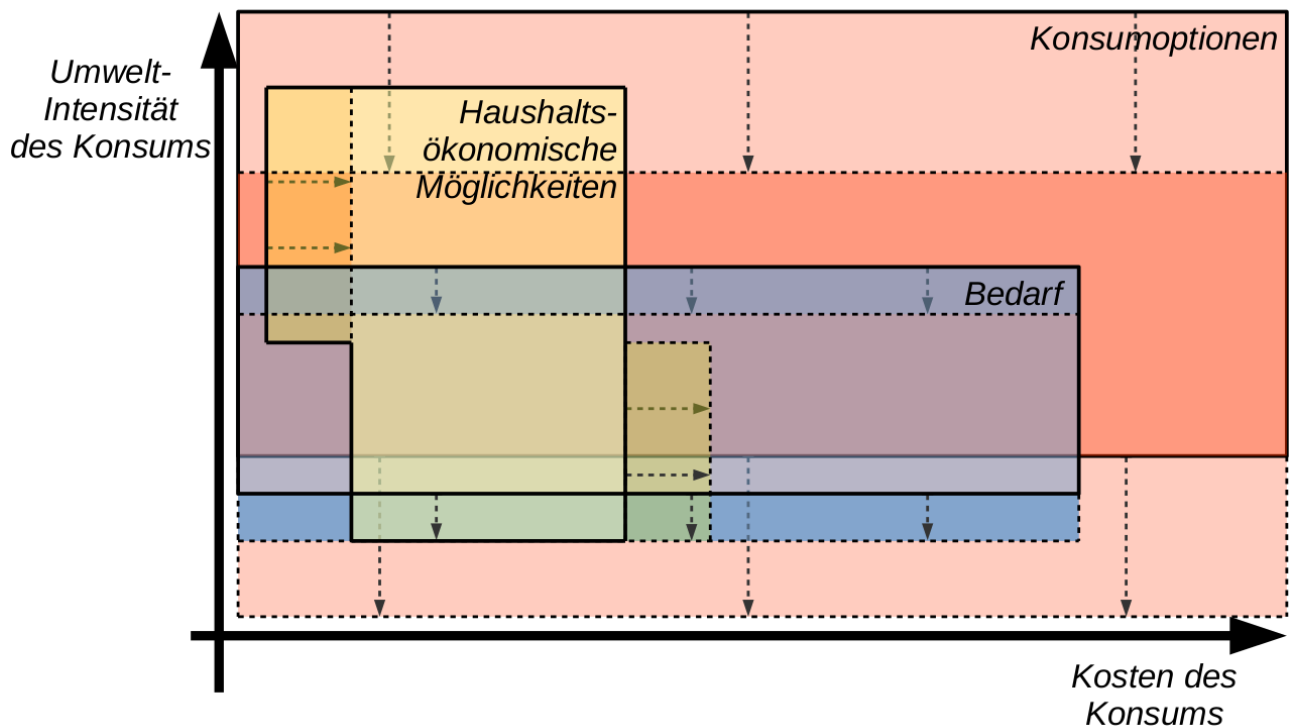 Konsumoptionen
Umwelt-
Intensität
des Konsums
Haushalts-
ökonomische
Möglichkeiten
Bedarf
Kosten des
Konsums